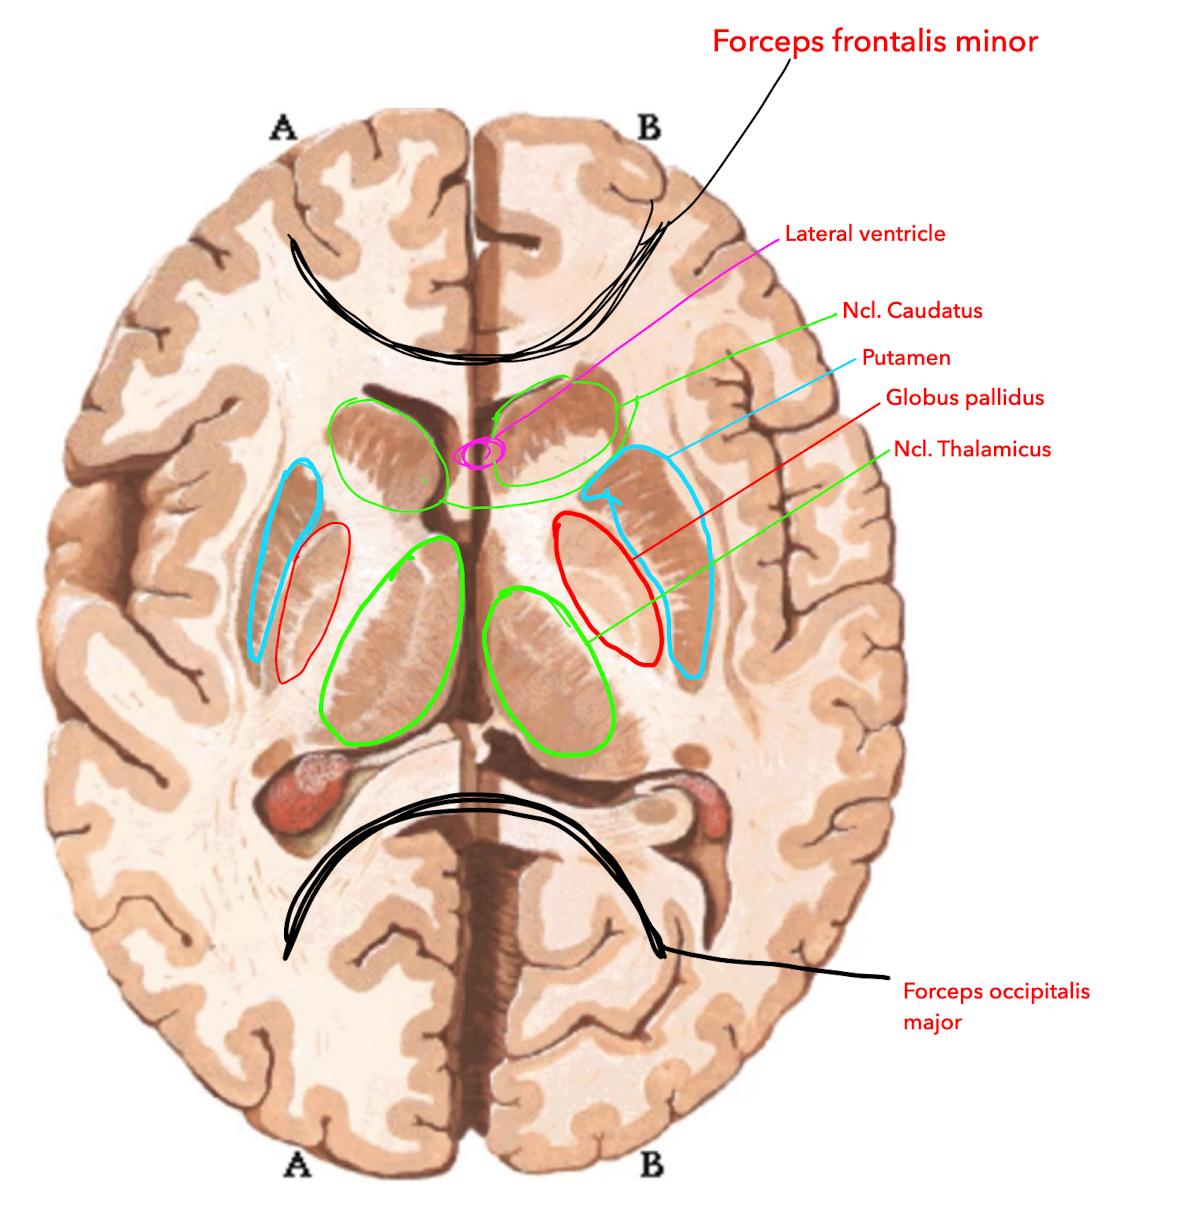 Forceps frontalis minor
A
B
Lateral ventricle
Ncl. Caudatus
Putamen
Globus pallidus
Ncl. Thalamicus
Forceps occipitalis
major
A
B